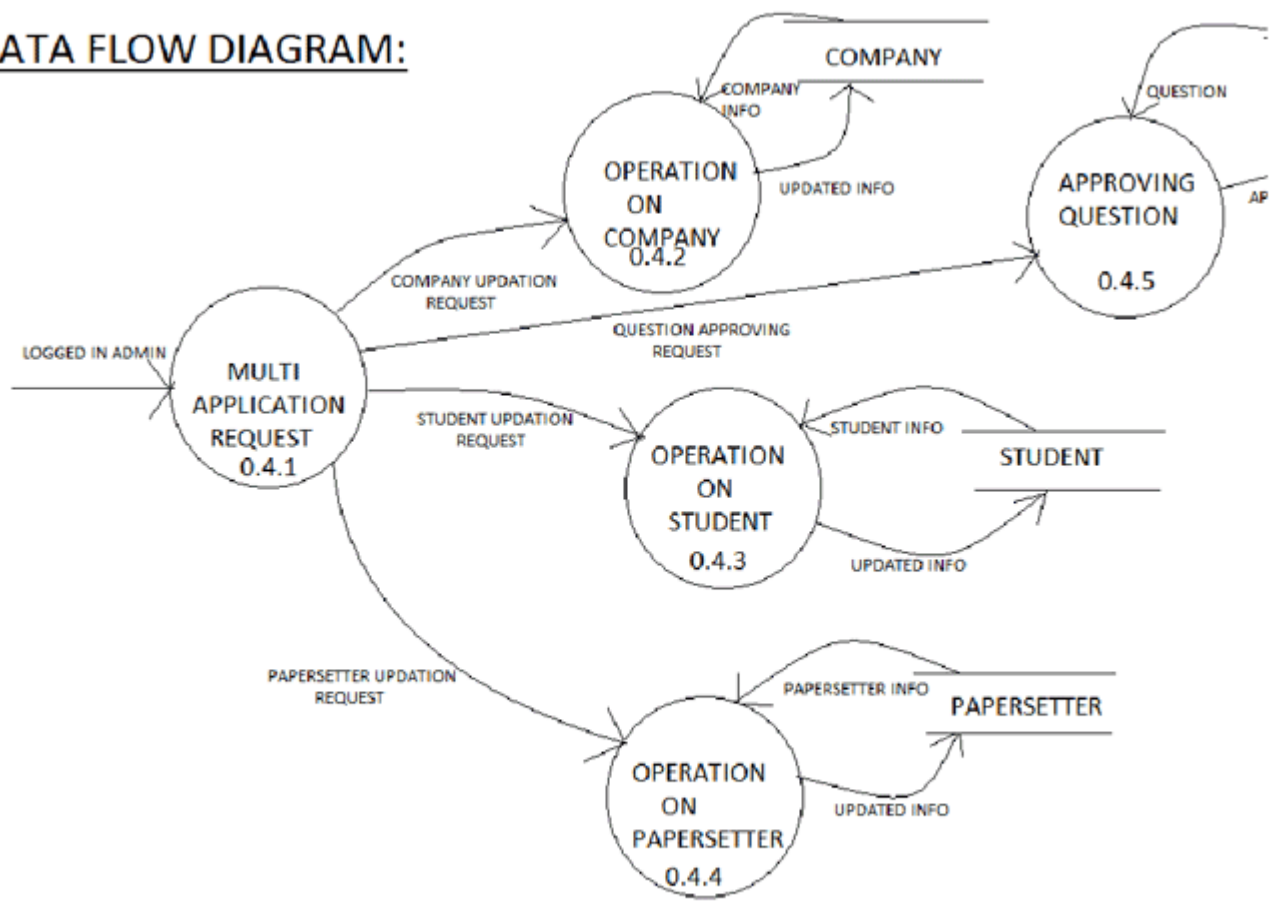 ATA FLOW DIAGRAM:
COMPANY
COMPANY
INFO
QUESTION
OPERATION
ON
COMPANY
0.4.2
UPDATED INFO
APPROVING
QUESTION
0.4.5
AP
COMPANY UPDATION
REQUEST
QUESTION APPROVING
REQUEST
LOGGED IN ADMIN
MULTI
APPLICATION
REQUEST
0.4.1
STUDENT UPDATION
REQUEST
STUDENT INFO
STUDENT
OPERATION
ON
STUDENT
0.4.3
UPDATED INFO
PAPERSETTER UPDATION
REQUEST
PAPERSETTER INFO
PAPERSETTER
OPERATION
ON
PAPERSETTER
0.4.4
UPDATED INFO